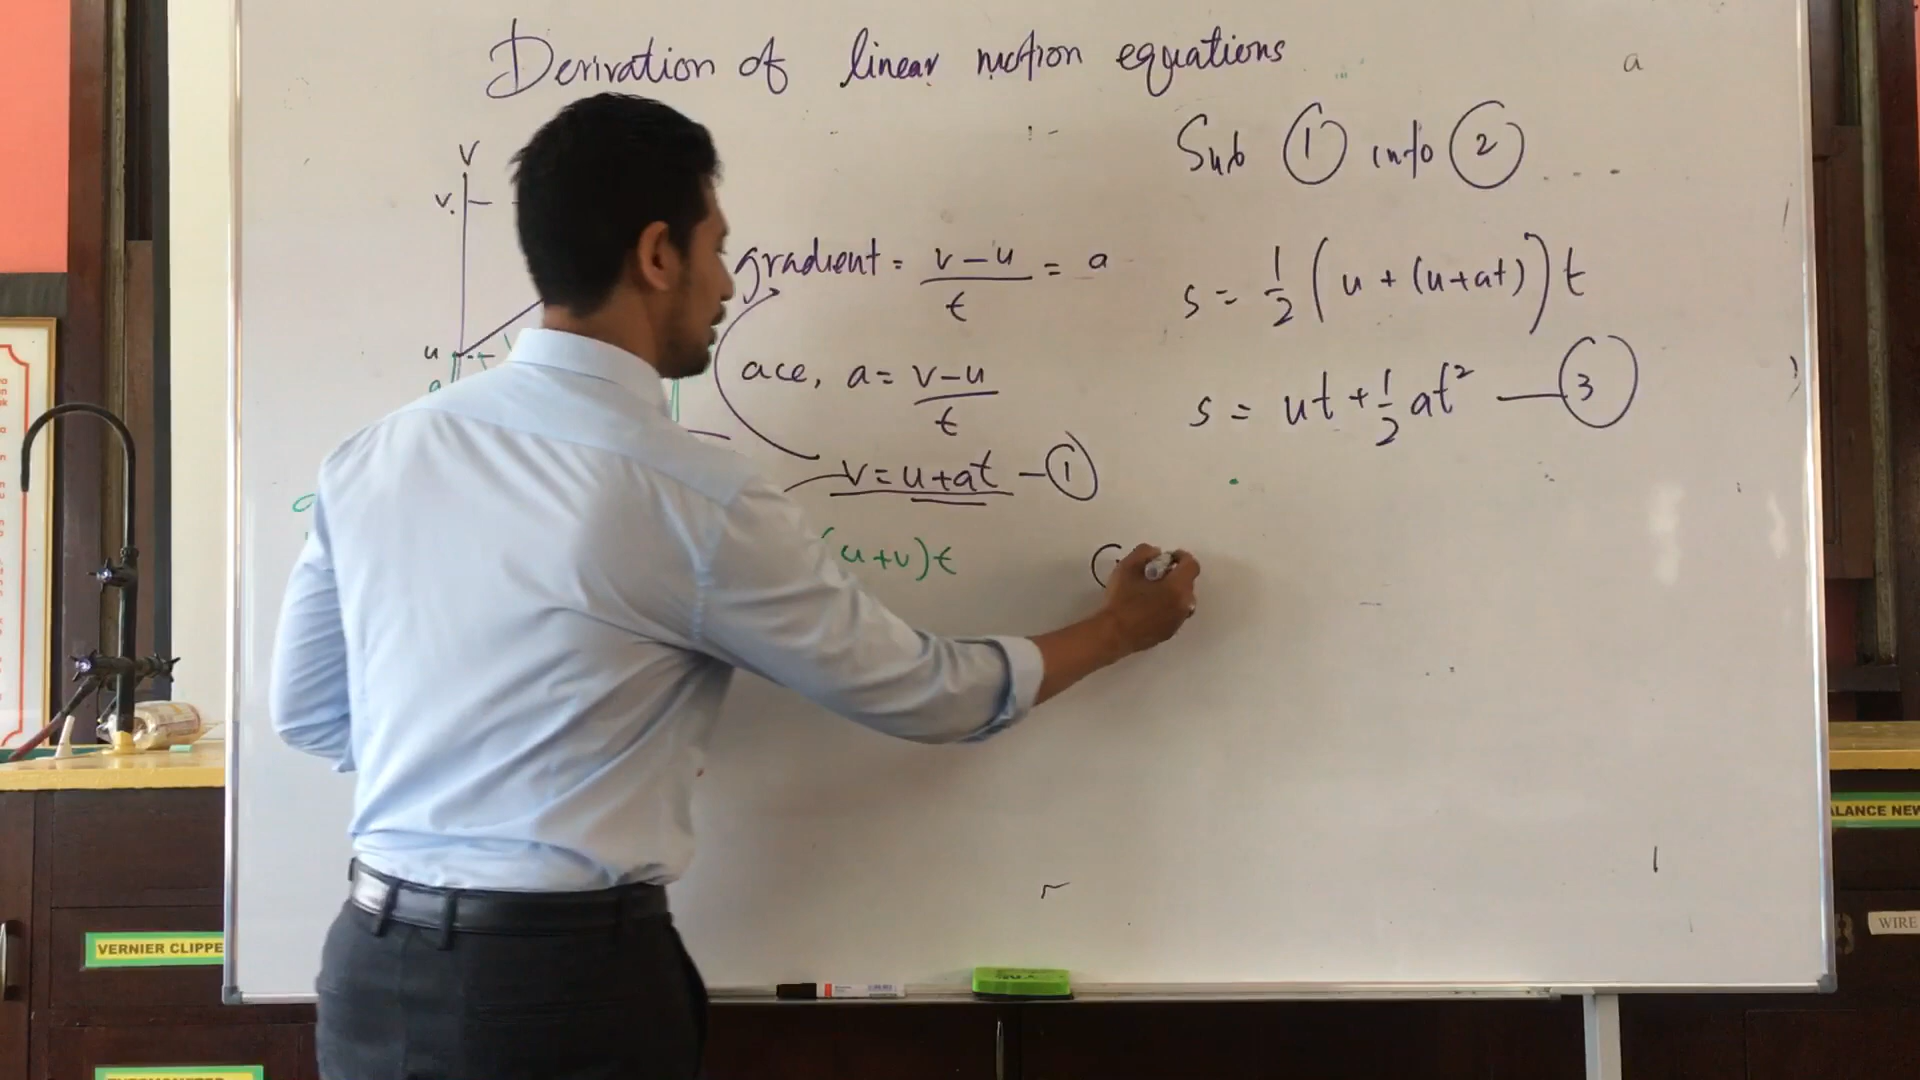 Derivation of linear motion equations
a
V
v
u
a
gradient = v-u/t = a
ace, a = v-u/t
v = u+at - ①
(u+v)t
Sub ① into ②
s = 1/2 (u + (u+at)) t
s = ut + 1/2 at² — ③
VERNIER CLIPPE
ALANCE NEW
WIRE